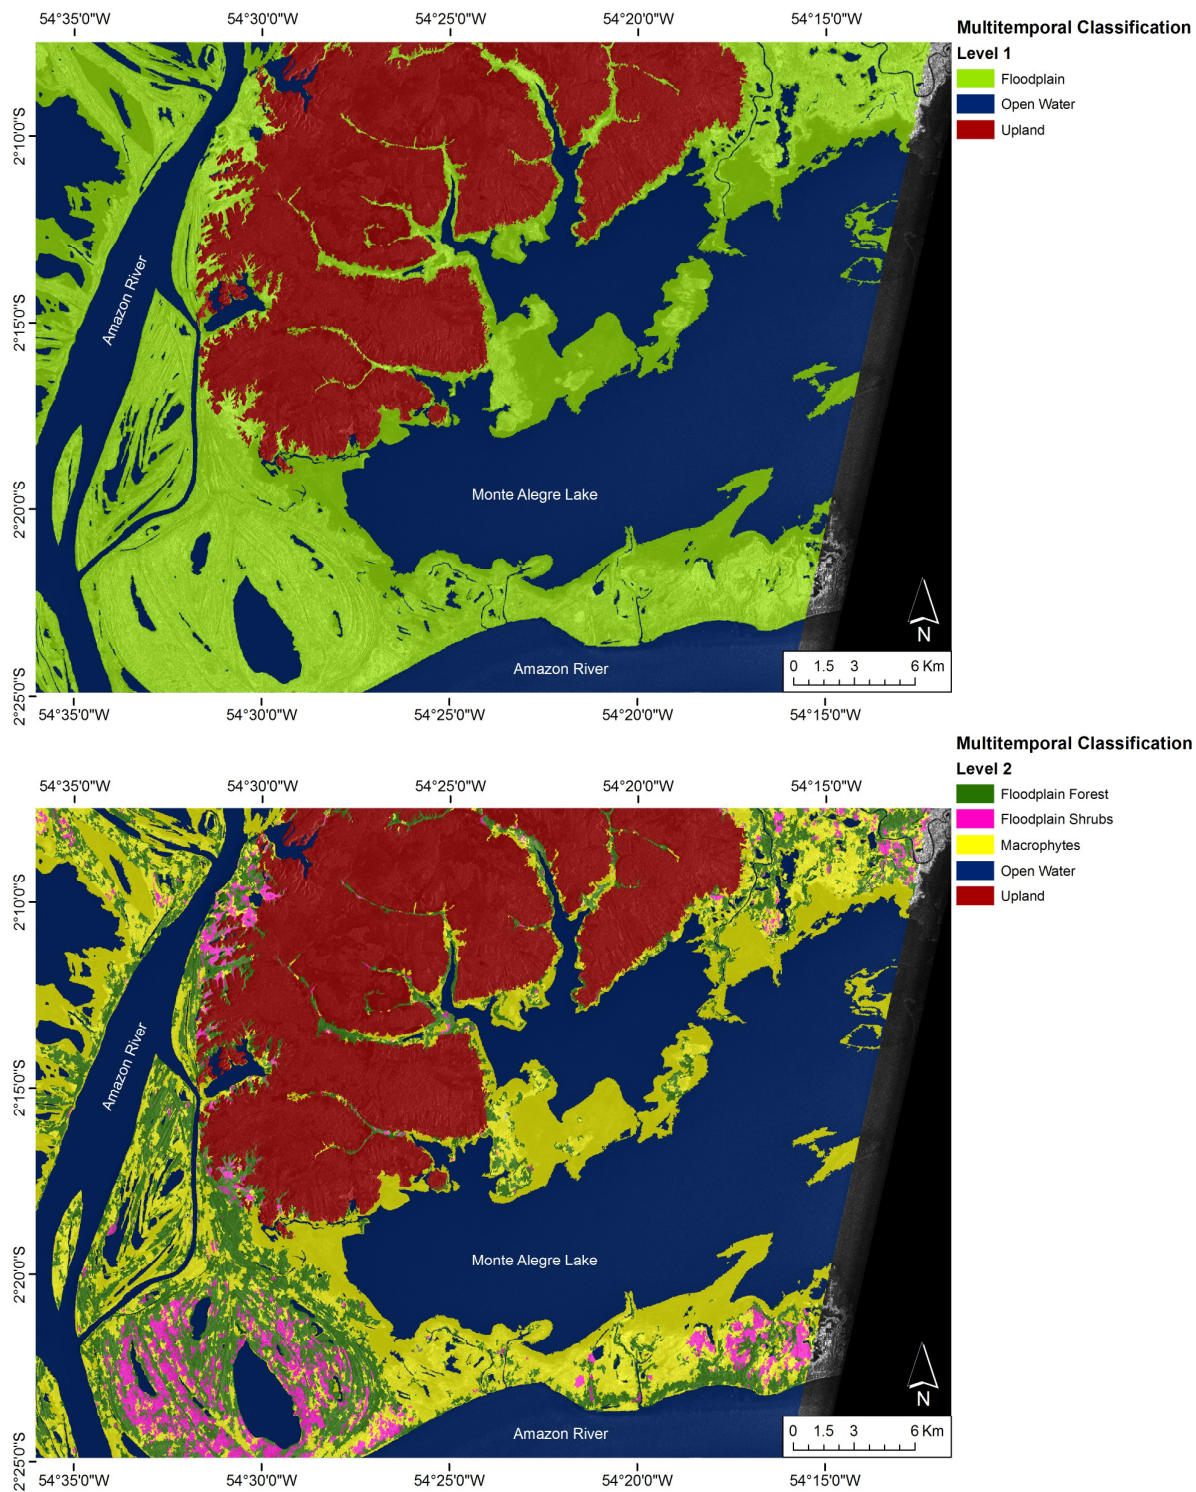 54°35'0"W 54°30'0"W 54°25'0"W 54°20'0"W 54°15'0"W
Multitemporal Classification
Level 1
Floodplain
Open Water
Upland
2°10'0"S
2°15'0"S
2°20'0"S
2°25'0"S
Amazon River
Monte Alegre Lake
Amazon River
N
0 1.5 3 6 Km
54°35'0"W 54°30'0"W 54°25'0"W 54°20'0"W 54°15'0"W
Multitemporal Classification
Level 2
54°35'0"W 54°30'0"W 54°25'0"W 54°20'0"W 54°15'0"W
Floodplain Forest
Floodplain Shrubs
Macrophytes
Open Water
Upland
2°10'0"S
2°15'0"S
2°20'0"S
2°25'0"S
Amazon River
Monte Alegre Lake
Amazon River
N
0 1.5 3 6 Km
54°35'0"W 54°30'0"W 54°25'0"W 54°20'0"W 54°15'0"W